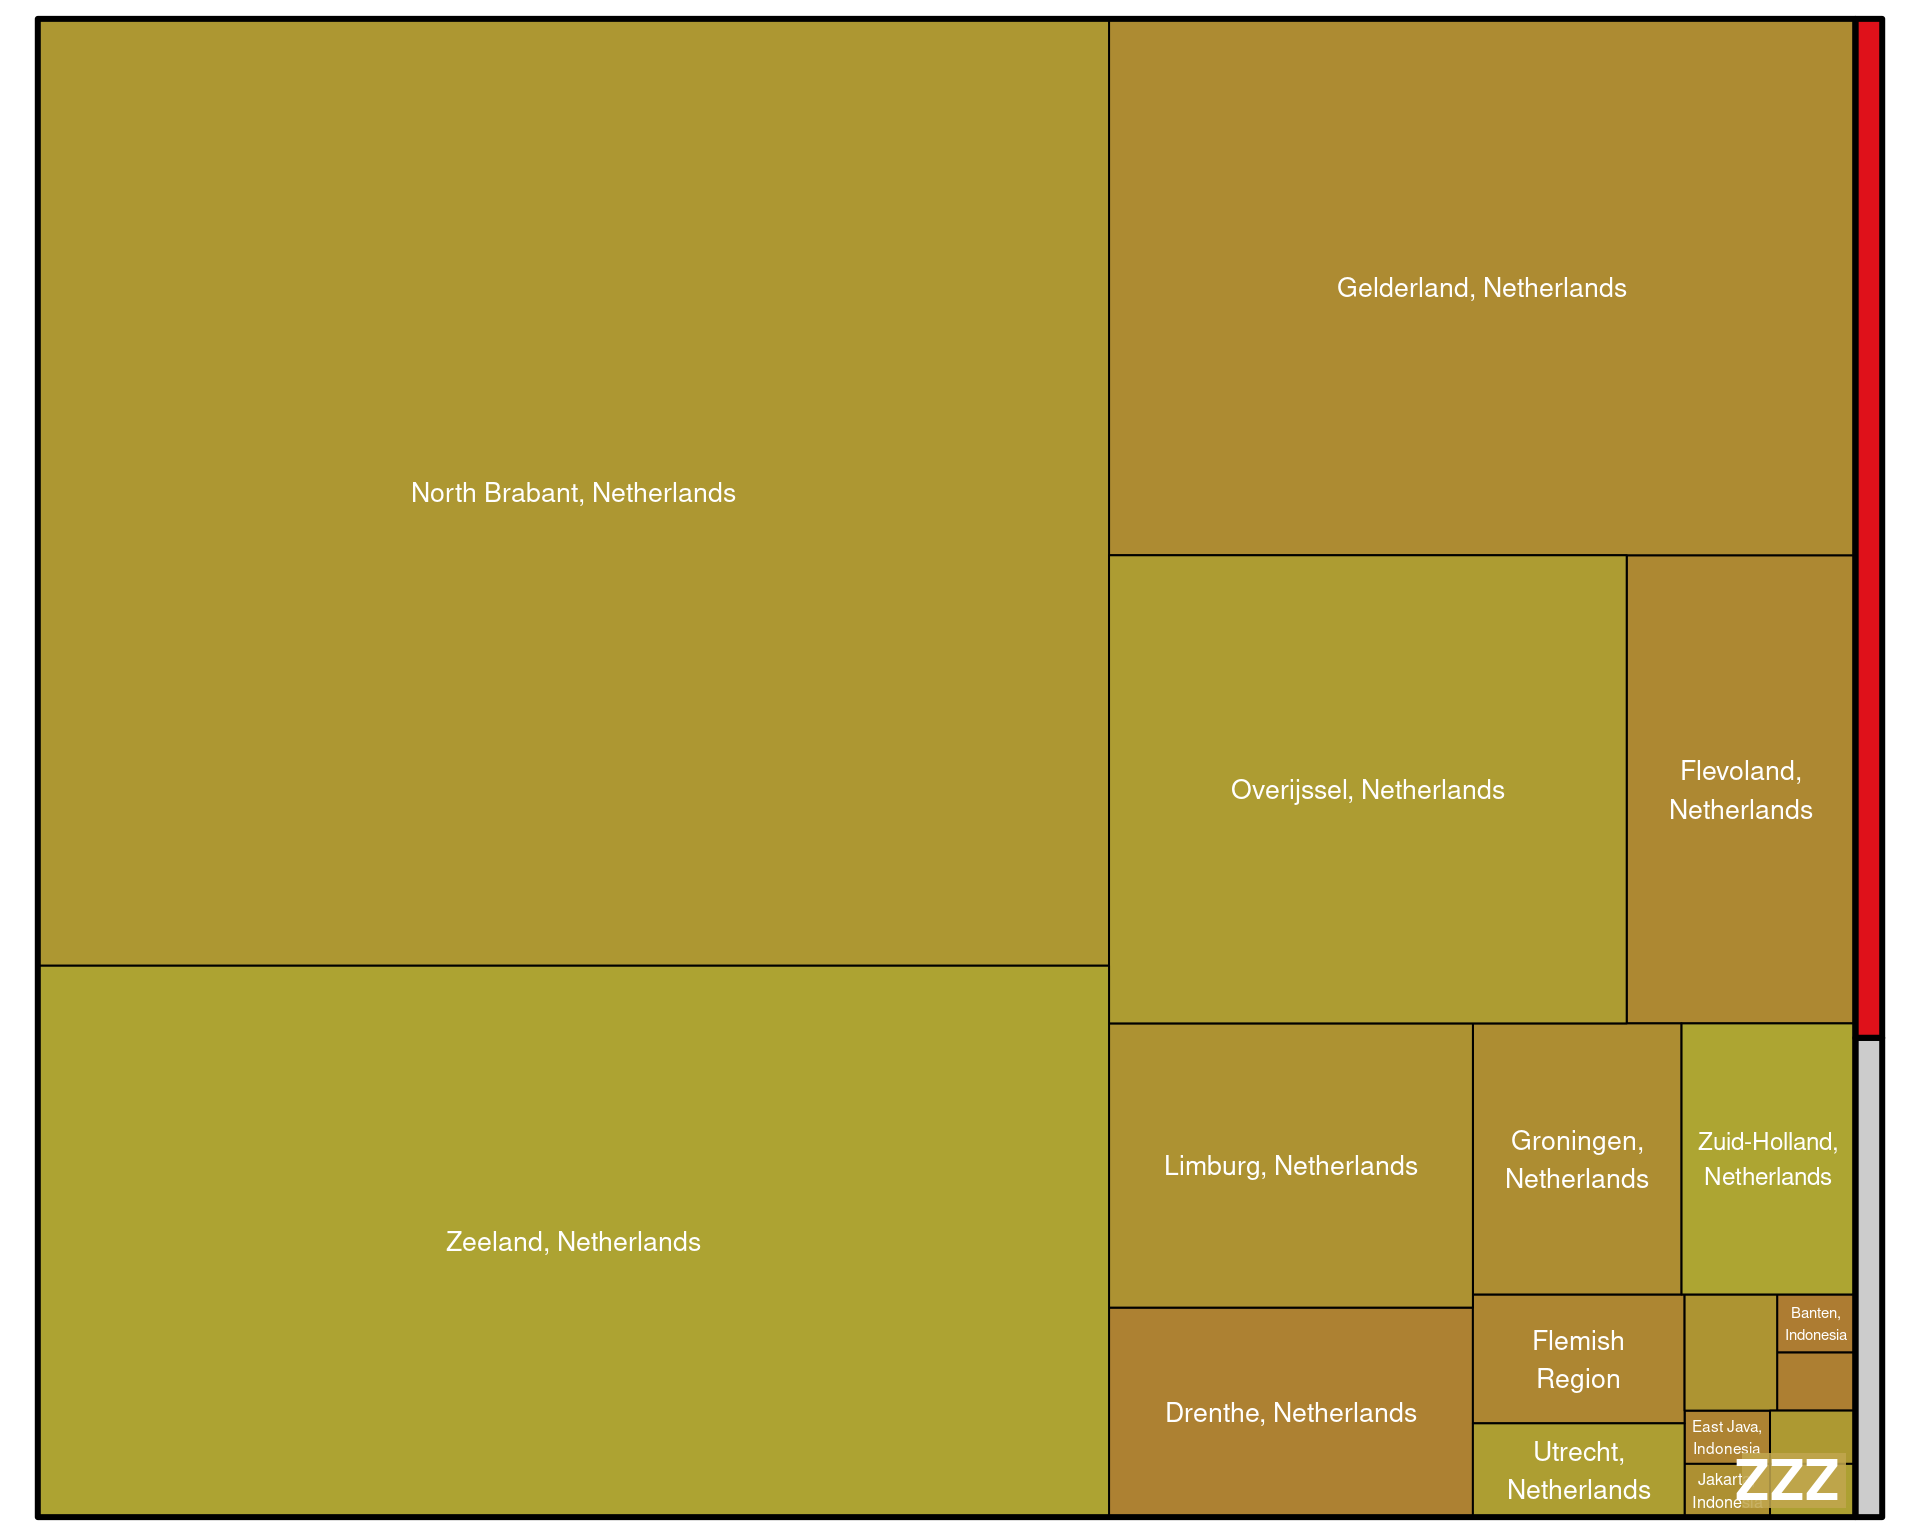 Gelderland, Netherlands
North Brabant, Netherlands
Overijssel, Netherlands
Flevoland,
Netherlands
Limburg, Netherlands
Groningen,
Netherlands
Zuid-Holland,
Netherlands
Zeeland, Netherlands
Drenthe, Netherlands
Flemish
Region
Banten,
Indonesia
Utrecht,
Netherlands
East Java,
Indonesia
ZZZ